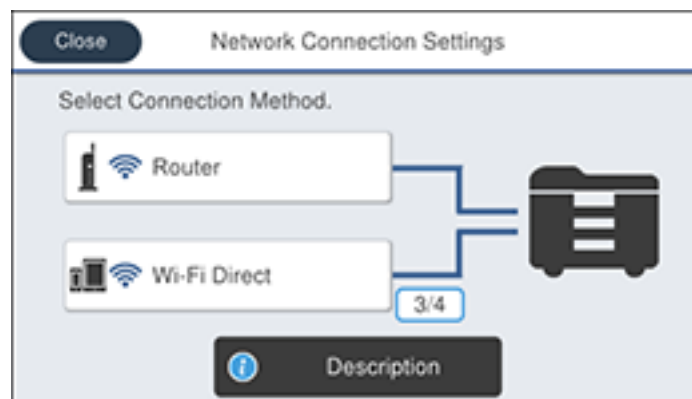 Close
Network Connection Settings
Select Connection Method.
Router
Wi-Fi Direct
3/4
Description